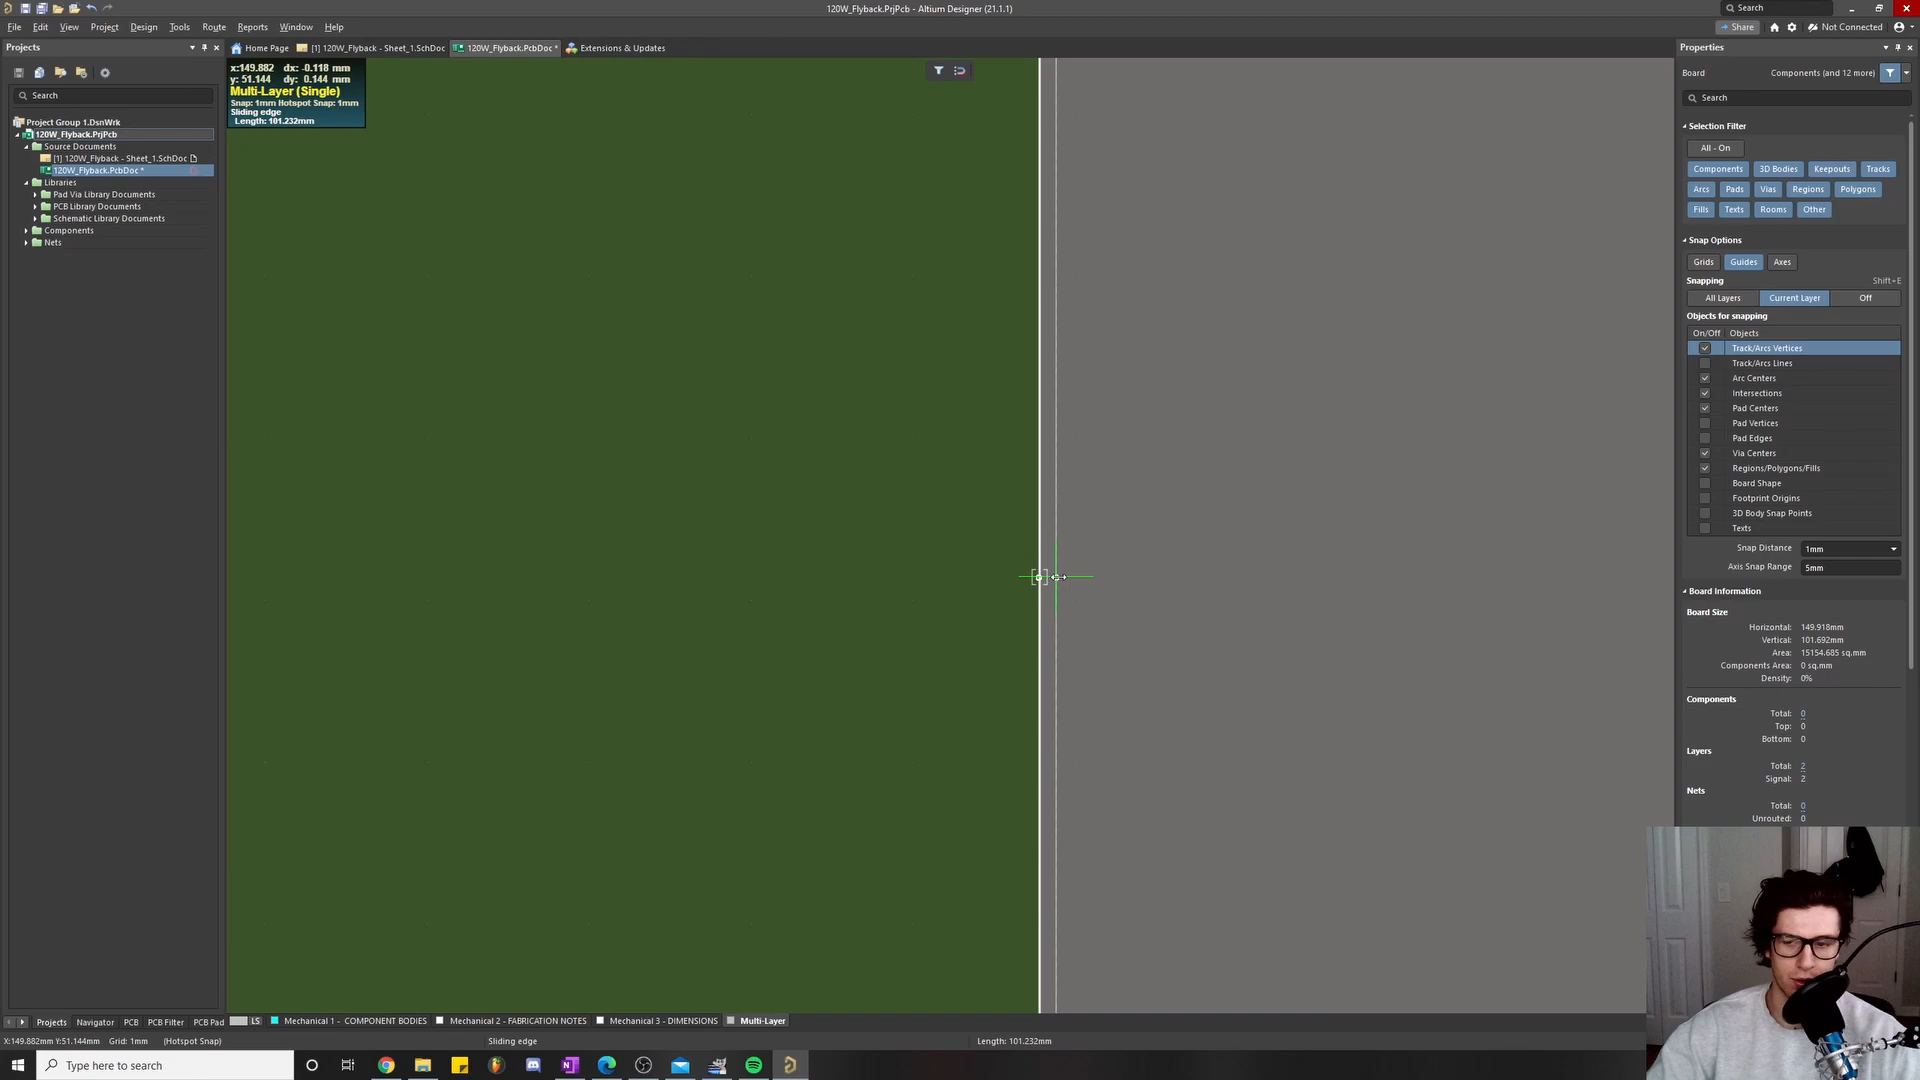 120W_Flyback.PrjPcb - Altium Designer (21.1.1)
Search
File Edit View Project Place Design Tools Route Reports Window Help
Share
Not Connected
Projects
Home Page
[1] 120W_Flyback - Sheet_1.SchDoc
120W_Flyback.PcbDoc *
Extensions & Updates
Properties
x:149.882 dx: -0.118 mm
y: 51.144 dy: 0.144 mm
Multi-Layer (Single)
Snap: 1mm Hotspot Snap: 1mm
Sliding edge
Length: 101.232mm
Search
Project Group 1.DsnWrk
120W_Flyback.PrjPcb
Source Documents
[1] 120W_Flyback - Sheet_1.SchDoc
120W_Flyback.PcbDoc *
Libraries
Pad Via Library Documents
PCB Library Documents
Schematic Library Documents
Components
Nets
Board Components (and 12 more)
Search
Selection Filter
All - On
Components 3D Bodies Keepouts Tracks
Arcs Pads Vias Regions Polygons
Fills Texts Rooms Other
Snap Options
Grids Guides Axes
Snapping Shift+E
All Layers Current Layer Off
Objects for snapping
On/Off Objects
Track/Arcs Vertices
Track/Arcs Lines
Arc Centers
Intersections
Pad Centers
Pad Vertices
Pad Edges
Via Centers
Regions/Polygons/Fills
Board Shape
Footprint Origins
3D Body Snap Points
Texts
Snap Distance 1mm
Axis Snap Range 5mm
Board Information
Board Size
Horizontal: 149.918mm
Vertical: 101.692mm
Area: 15154.685 sq.mm
Components Area: 0 sq.mm
Density: 0%
Components
Total: 0
Top: 0
Bottom: 0
Layers
Total: 2
Signal: 2
Nets
Total: 0
Unrouted: 0
Projects Navigator PCB PCB Filter PCB Pad
LS
Mechanical 1 - COMPONENT BODIES
Mechanical 2 - FABRICATION NOTES
Mechanical 3 - DIMENSIONS
Multi-Layer
X:149.882mm Y:51.144mm Grid: 1mm (Hotspot Snap)
Sliding edge
Length: 101.232mm
Type here to search